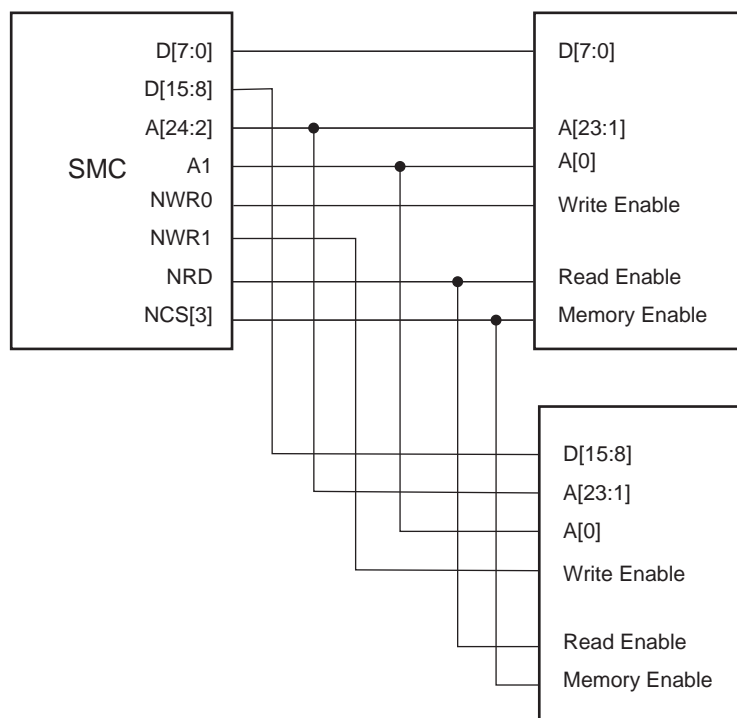 SMC
D[7:0]
D[15:8]
A[24:2]
A1
NWR0
NWR1
NRD
NCS[3]
D[7:0]
A[23:1]
A[0]
Write Enable
Read Enable
Memory Enable
D[15:8]
A[23:1]
A[0]
Write Enable
Read Enable
Memory Enable